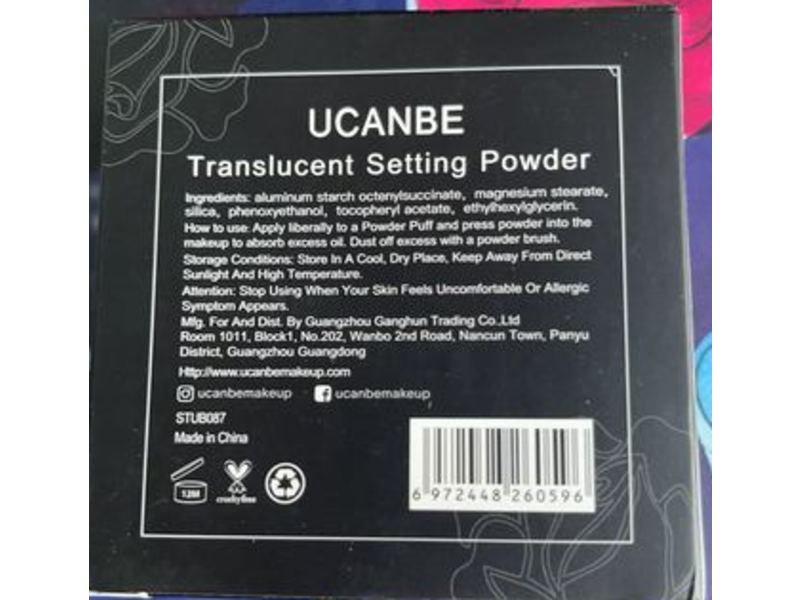 UCANBE
Translucent Setting Powder
Ingredients: aluminum starch octenylsuccinate, magnesium stearate,
silica, phenoxyethanol, tocopheryl acetate, ethylhexylglycerin.
How to use: Apply liberally to a Powder Puff and press powder into the
makeup to absorb excess oil. Dust off excess with a powder brush.
Storage Conditions: Store In A Cool, Dry Place, Keep Away From Direct
Sunlight And High Temperature.
Attention: Stop Using When Your Skin Feels Uncomfortable Or Allergic
Symptom Appears.
Mfg. For And Dist. By Guangzhou Ganghun Trading Co.,Ltd
Room 1011, Block1, No.202, Wanbo 2nd Road, Nancun Town, Panyu
District, Guangzhou Guangdong
Http://www.ucanbemakeup.com
ucanbemakeup ucanbemakeup
STUB087
Made in China
12M
crueltyfree
6 972448 260596